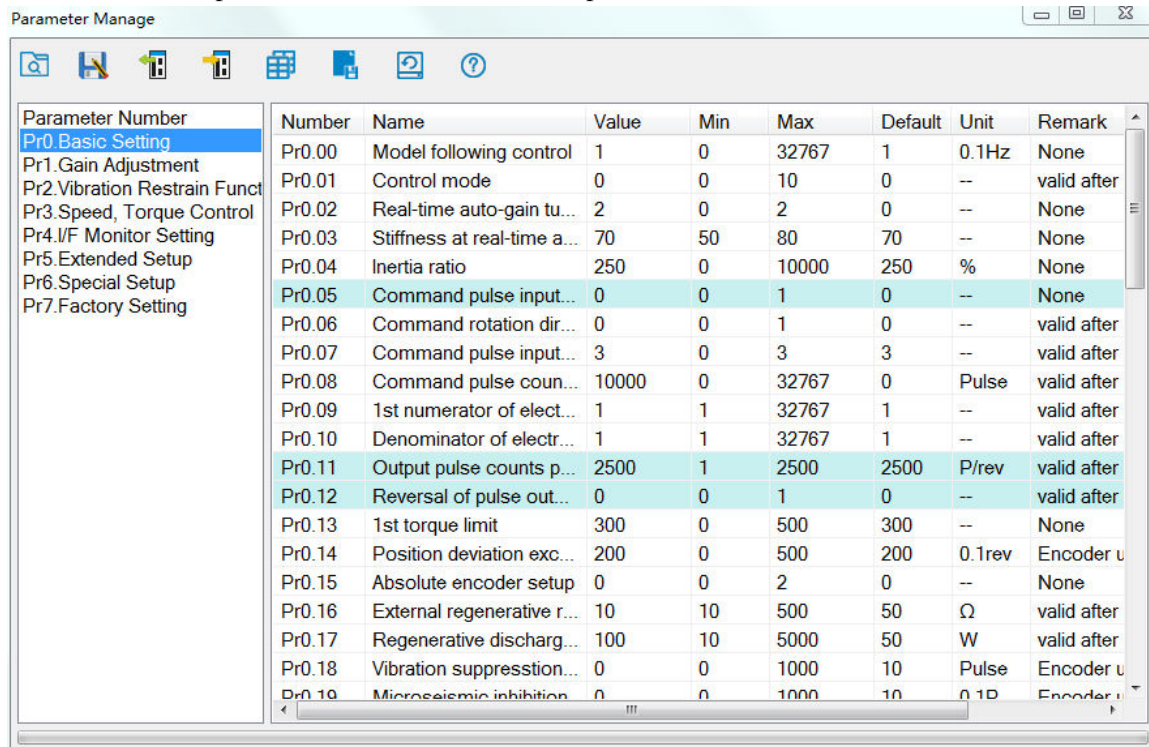 Parameter Manage
Parameter Number
Pr0.Basic Setting
Pr1.Gain Adjustment
Pr2.Vibration Restrain Funct
Pr3.Speed, Torque Control
Pr4.I/F Monitor Setting
Pr5.Extended Setup
Pr6.Special Setup
Pr7.Factory Setting
Number Name Value Min Max Default Unit Remark
Pr0.00 Model following control 1 0 32767 1 0.1Hz None
Pr0.01 Control mode 0 0 10 0 -- valid after
Pr0.02 Real-time auto-gain tu... 2 0 2 0 -- None
Pr0.03 Stiffness at real-time a... 70 50 80 70 -- None
Pr0.04 Inertia ratio 250 0 10000 250 % None
Pr0.05 Command pulse input... 0 0 1 0 -- None
Pr0.06 Command rotation dir... 0 0 1 0 -- valid after
Pr0.07 Command pulse input... 3 0 3 3 -- valid after
Pr0.08 Command pulse coun... 10000 0 32767 0 Pulse valid after
Pr0.09 1st numerator of elect... 1 1 32767 1 -- valid after
Pr0.10 Denominator of electr... 1 1 32767 1 -- valid after
Pr0.11 Output pulse counts p... 2500 1 2500 2500 P/rev valid after
Pr0.12 Reversal of pulse out... 0 0 1 0 -- valid after
Pr0.13 1st torque limit 300 0 500 300 -- None
Pr0.14 Position deviation exc... 200 0 500 200 0.1rev Encoder u
Pr0.15 Absolute encoder setup 0 0 2 0 -- None
Pr0.16 External regenerative r... 10 10 500 50 Ω valid after
Pr0.17 Regenerative discharg... 100 10 5000 50 W valid after
Pr0.18 Vibration suppresstion... 0 0 1000 10 Pulse Encoder u
Pr0.19 Microseismic inhibition 0 0 1000 10 0.1P Encoder u